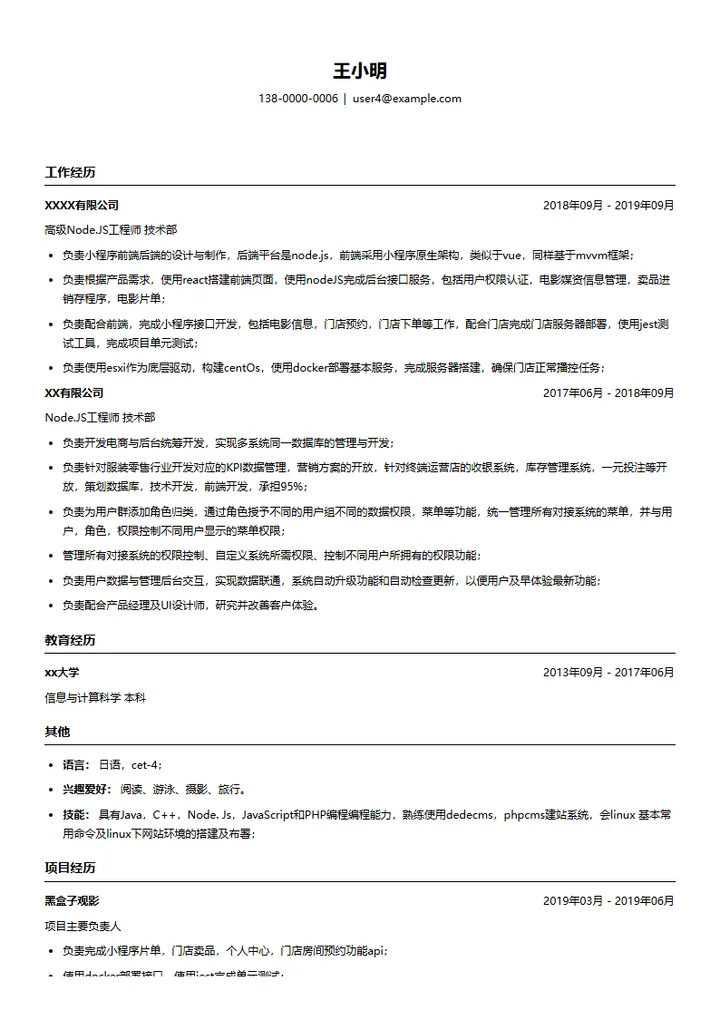 王小明
138-0000-0006 | user4@example.com
工作经历
XXXX有限公司 2018年09月 - 2019年09月
高级Node.JS工程师 技术部
• 负责小程序前端后端的设计与制作，后端平台是node.js，前端采用小程序原生架构，类似于vue，同样基于mvvm框架；
• 负责根据产品需求，使用react搭建前端页面，使用nodeJS完成后台接口服务，包括用户权限认证，电影媒资信息管理，卖品进
销存程序，电影片单；
• 负责配合前端，完成小程序接口开发，包括电影信息，门店预约，门店下单等工作，配合门店完成门店服务器部署，使用jest测
试工具，完成项目单元测试；
• 负责使用esxi作为底层驱动，构建centOs，使用docker部署基本服务，完成服务器搭建，确保门店正常播控任务；
XX有限公司 2017年06月 - 2018年09月
Node.JS工程师 技术部
• 负责开发电商与后台统筹开发，实现多系统同一数据库的管理与开发；
• 负责针对服装零售行业开发对应的KPI数据管理，营销方案的开放，针对终端运营店的收银系统，库存管理系统，一元投注等开
放，策划数据库，技术开发，前端开发，承担95%；
• 负责为用户群添加角色归类，通过角色授予不同的用户组不同的数据权限，菜单等功能，统一管理所有对接系统的菜单，并与用
户，角色，权限控制不同用户显示的菜单权限；
• 管理所有对接系统的权限控制、自定义系统所需权限、控制不同用户所拥有的权限功能；
• 负责用户数据与管理后台交互，实现数据联通，系统自动升级功能和自动检查更新，以便用户及早体验最新功能；
• 负责配合产品经理及UI设计师，研究并改善客户体验。
教育经历
xx大学 2013年09月 - 2017年06月
信息与计算科学 本科
其他
• 语言： 日语，cet-4；
• 兴趣爱好： 阅读、游泳、摄影、旅行。
• 技能： 具有Java，C++，Node. Js，JavaScript和PHP编程编程能力，熟练使用dedecms，phpcms建站系统，会linux 基本常
用命令及linux下网站环境的搭建及布署；
项目经历
黑盒子观影 2019年03月 - 2019年06月
项目主要负责人
• 负责完成小程序片单，门店卖品，个人中心，门店房间预约功能api；
• 使用docker部署接口，使用jest完成单元测试；